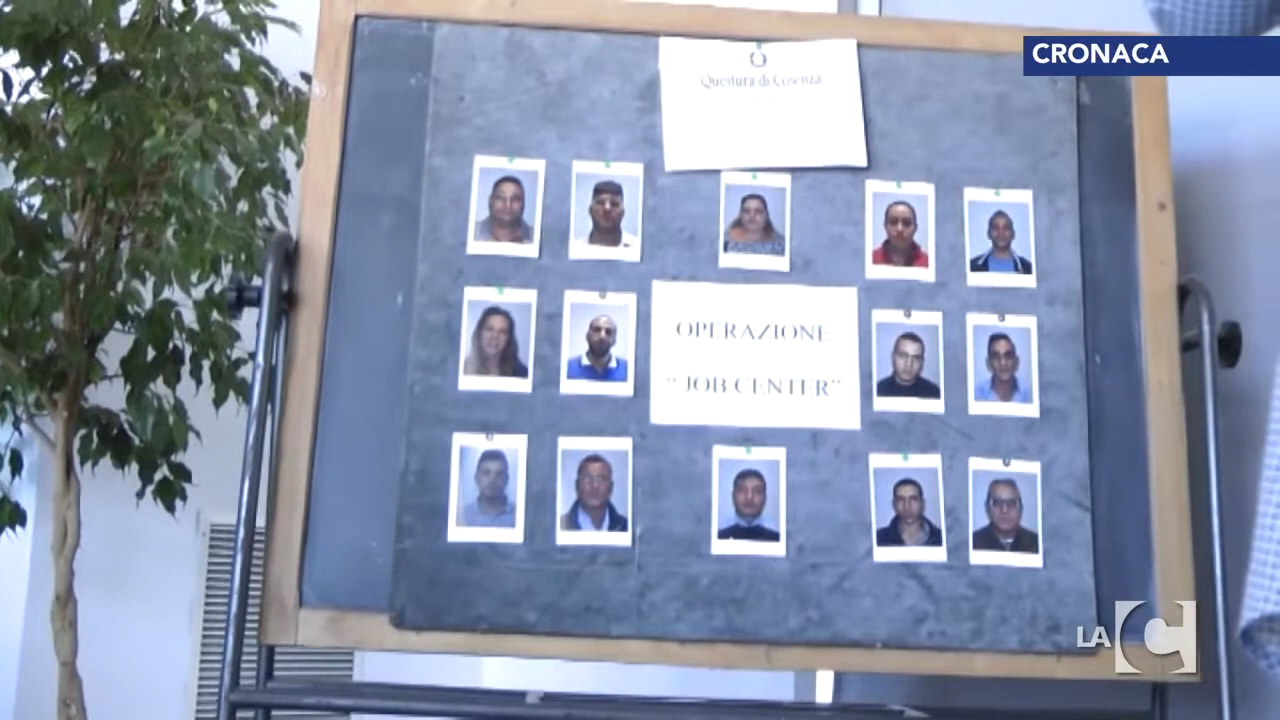 CRONACA
Questura di Cosenza
OPERAZIONE
"JOB CENTER"
LA C